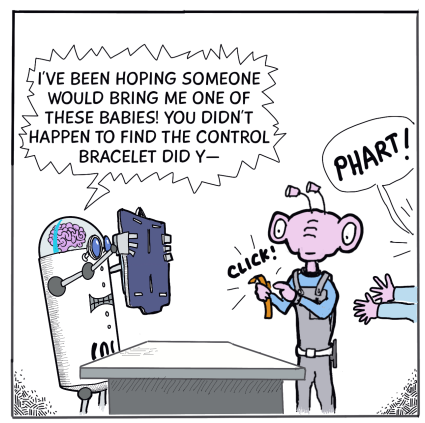 I'VE BEEN HOPING SOMEONE
WOULD BRING ME ONE OF
THESE BABIES! YOU DIDN'T
HAPPEN TO FIND THE CONTROL
BRACELET DID Y—
PHART!
CLICK!